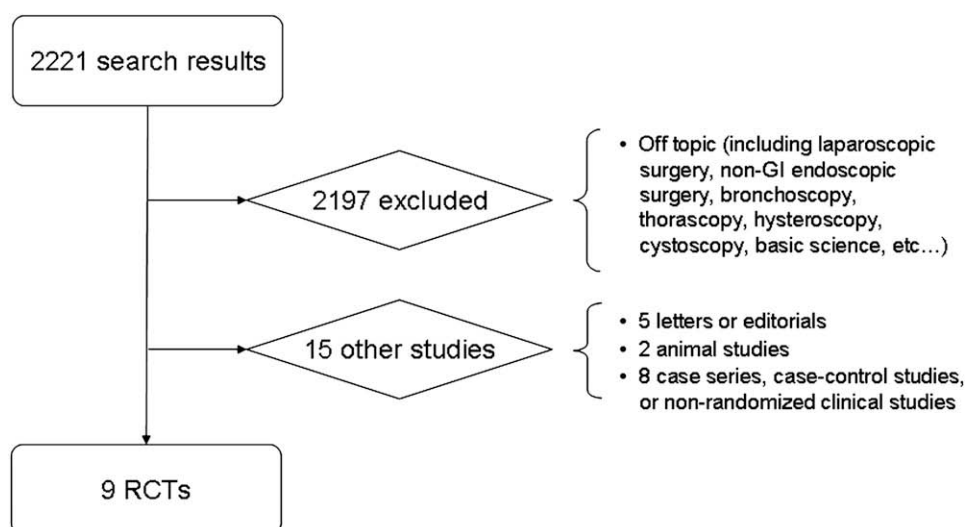 2221 search results
2197 excluded
• Off topic (including laparoscopic
surgery, non-GI endoscopic
surgery, bronchoscopy,
thorascopy, hysteroscopy,
cystoscopy, basic science, etc…)
15 other studies
• 5 letters or editorials
• 2 animal studies
• 8 case series, case-control studies,
or non-randomized clinical studies
9 RCTs